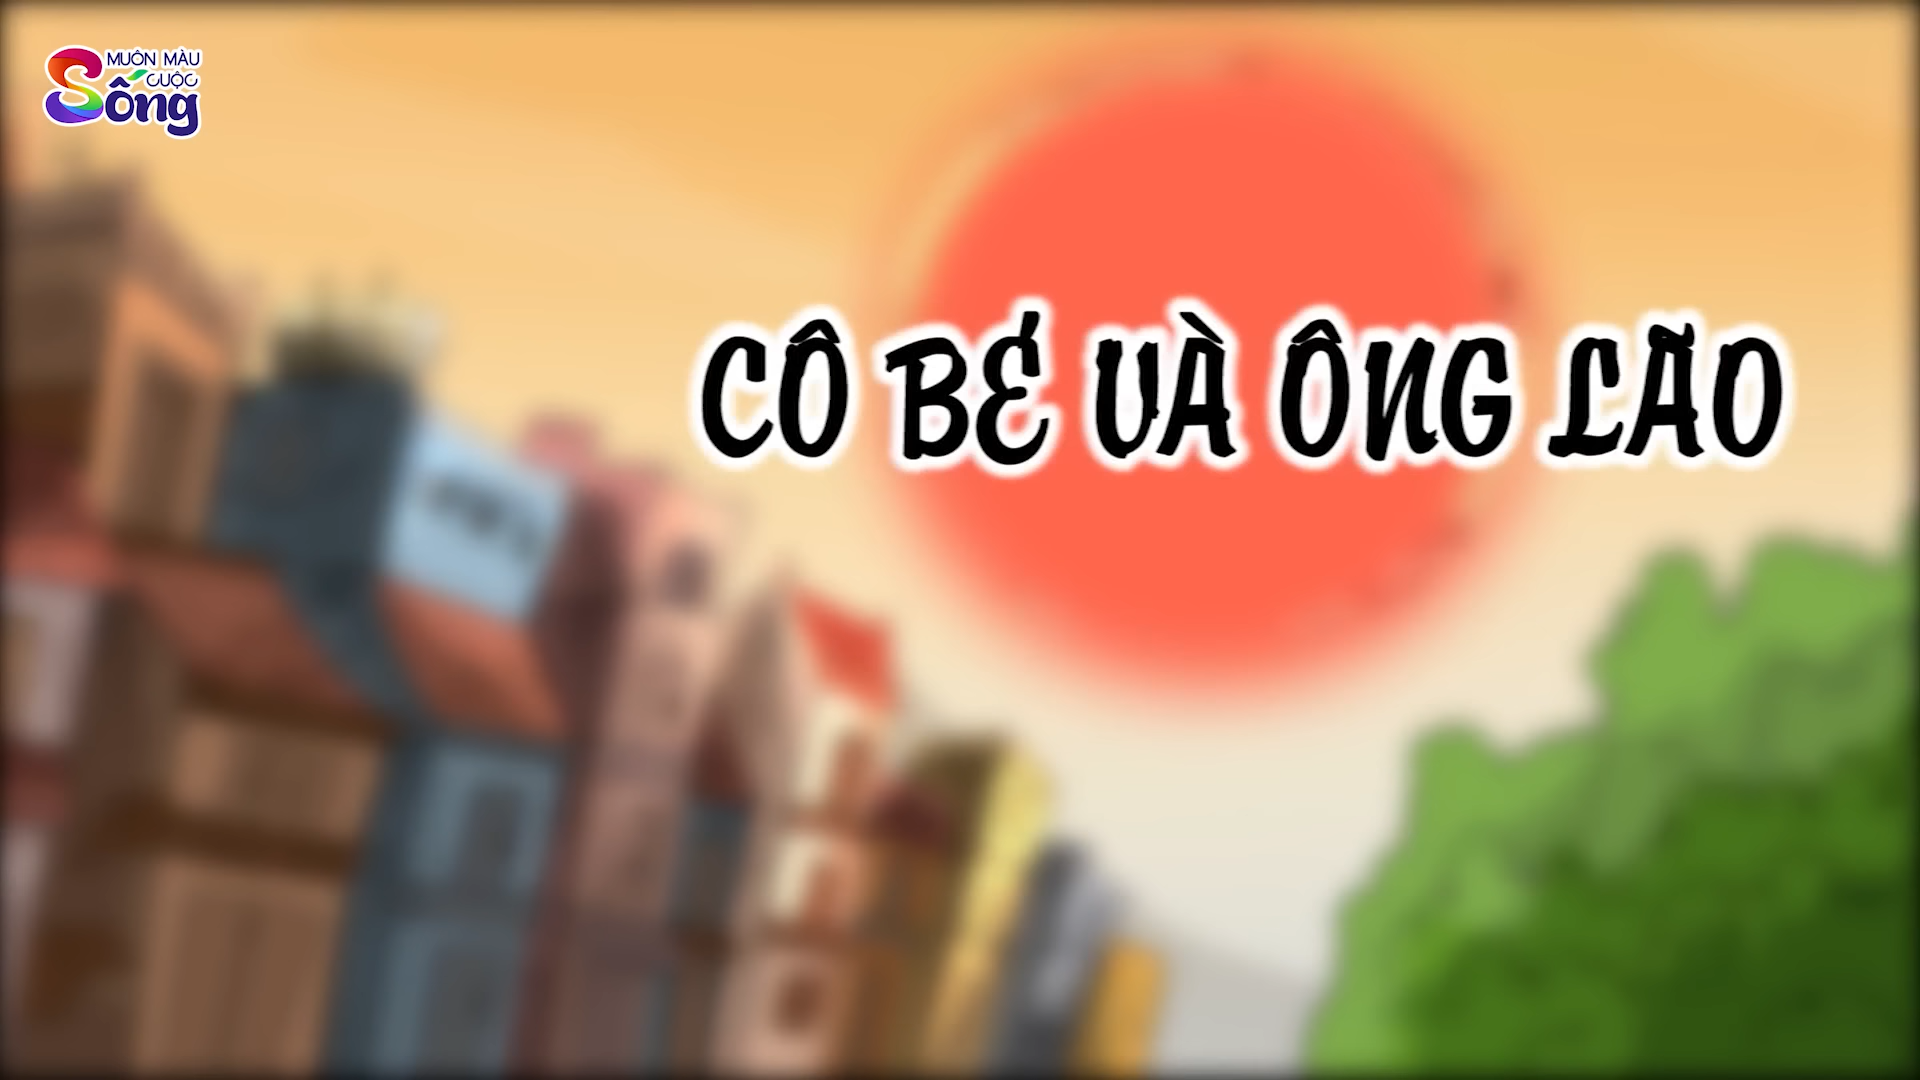 MUÔN MÀU
CUỘC
Sống
CÔ BÉ VÀ ÔNG LÃO